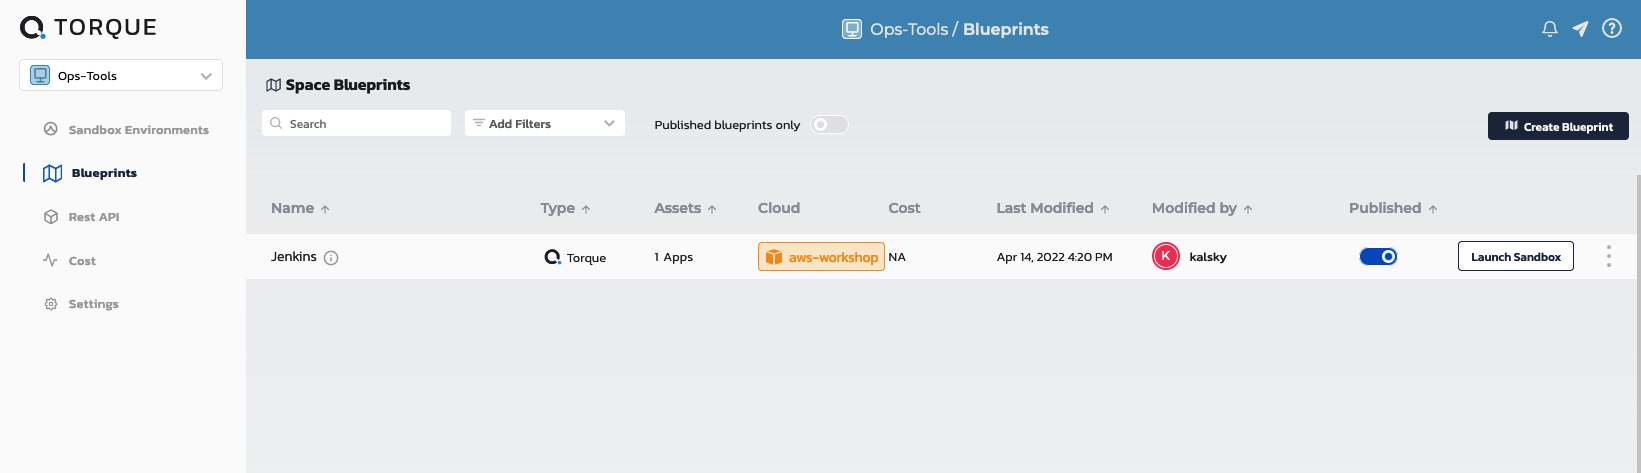 TORQUE
Ops-Tools / Blueprints
Ops-Tools
Space Blueprints
Search
Add Filters
Published blueprints only
Create Blueprint
Sandbox Environments
Blueprints
Rest API
Cost
Settings
Name Type Assets Cloud Cost Last Modified Modified by Published
Jenkins Torque 1 Apps aws-workshop NA Apr 14, 2022 4:20 PM K kalsky Launch Sandbox